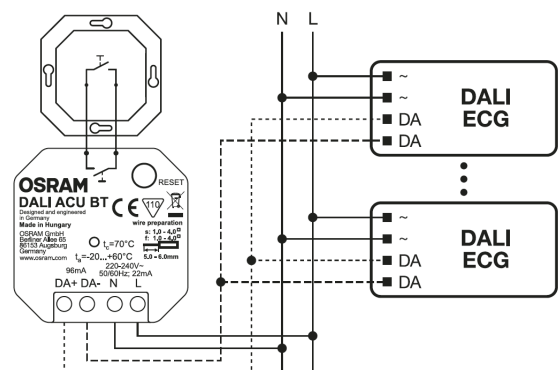 N L
~
~
DA
DA
DALI
ECG
~
~
DA
DA
DALI
ECG
OSRAM
DALI ACU BT
Designed and engineered
in Germany
Made in Hungary
OSRAM GmbH
Berliner Allee 65
86153 Augsburg
Germany
www.osram.com
RESET
CE
110
wire preparation
s: 1,0 - 4,0
f: 1,0 - 4,0
5,0 - 6.0mm
tc=70°C
ta=-20...+60°C
96mA
220-240V~
50/60Hz; 22mA
DA+ DA- N L